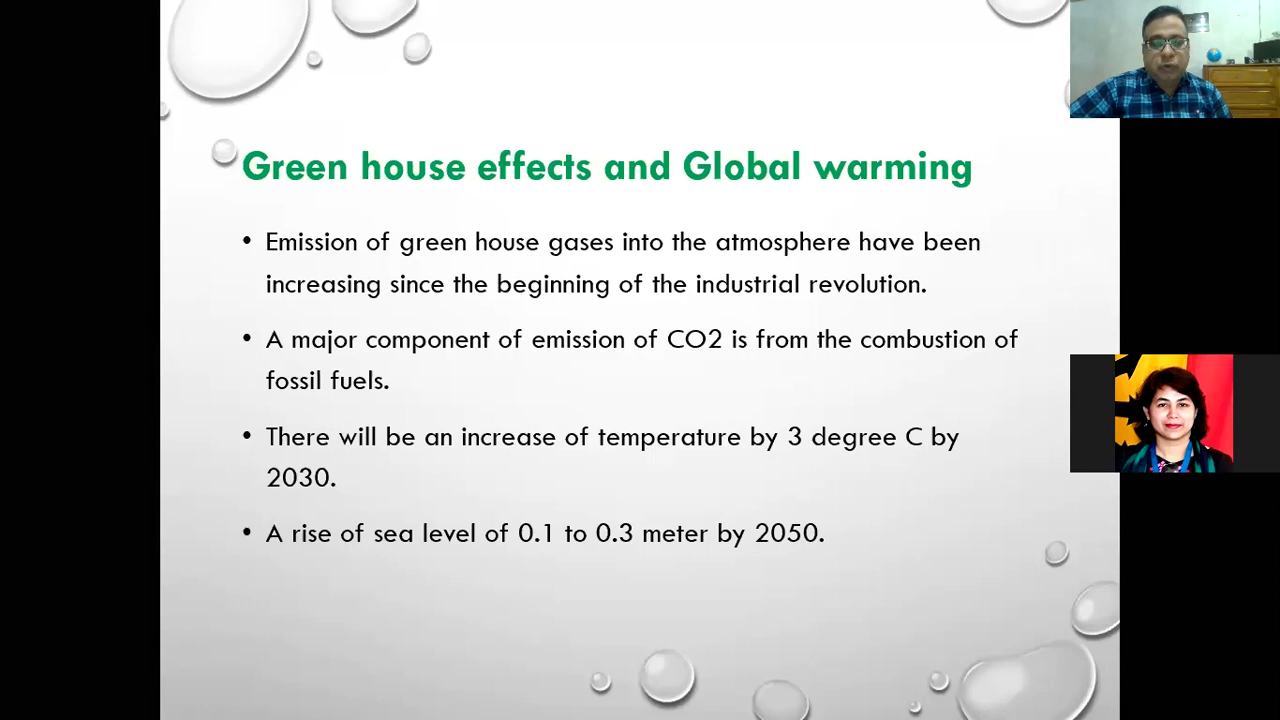 Green house effects and Global warming
• Emission of green house gases into the atmosphere have been
increasing since the beginning of the industrial revolution.
• A major component of emission of CO2 is from the combustion of
fossil fuels.
• There will be an increase of temperature by 3 degree C by
2030.
• A rise of sea level of 0.1 to 0.3 meter by 2050.